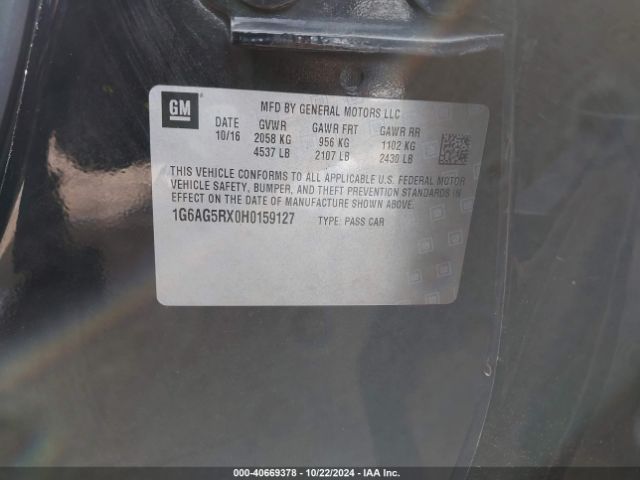 GM
MFD BY GENERAL MOTORS LLC
DATE GVWR GAWR FRT GAWR RR
10/16 2058 KG 956 KG 1102 KG
4537 LB 2107 LB 2430 LB
THIS VEHICLE CONFORMS TO ALL APPLICABLE U.S. FEDERAL MOTOR
VEHICLE SAFETY, BUMPER, AND THEFT PREVENTION STANDARDS IN
EFFECT ON THE DATE OF MANUFACTURE SHOWN ABOVE.
1G6AG5RX0H0159127 TYPE: PASS CAR
000-40669378 - 10/22/2024 - IAA Inc.